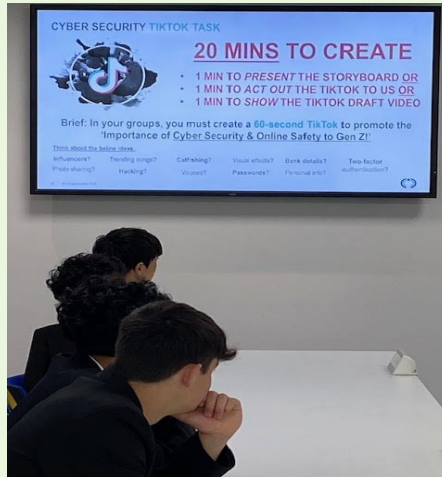 CYBER SECURITY TIKTOK TASK
20 MINS TO CREATE
• 1 MIN TO PRESENT THE STORYBOARD OR
• 1 MIN TO ACT OUT THE TIKTOK TO US OR
• 1 MIN TO SHOW THE TIKTOK DRAFT VIDEO
Brief: In your groups, you must create a 60-second TikTok to promote the
'Importance of Cyber Security & Online Safety to Gen Z!'
Think about the below ideas
Influencers? Trending songs? Catfishing? Visual effects? Bank details? Two-factor
Photo sharing? Hacking? Viruses? Passwords? Personal info? authentication?